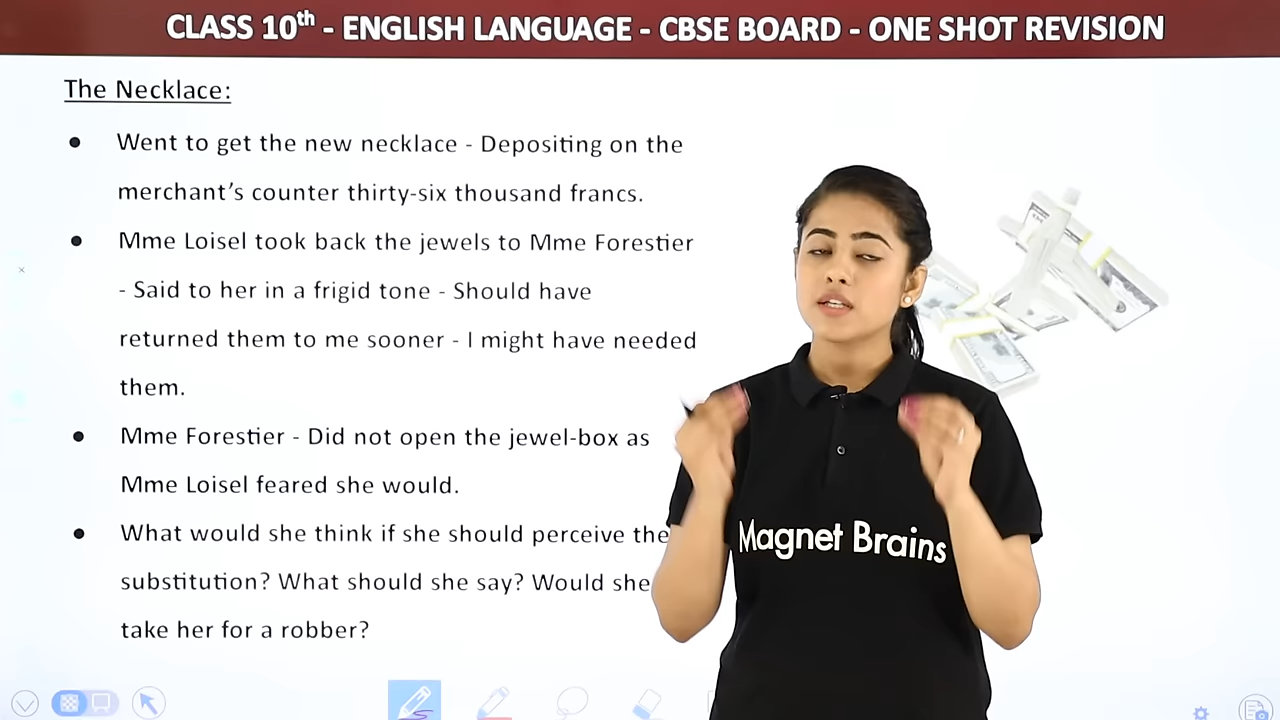 CLASS 10th - ENGLISH LANGUAGE - CBSE BOARD - ONE SHOT REVISION
The Necklace:
● Went to get the new necklace - Depositing on the
merchant's counter thirty-six thousand francs.
● Mme Loisel took back the jewels to Mme Forestier
- Said to her in a frigid tone - Should have
returned them to me sooner - I might have needed
them.
● Mme Forestier - Did not open the jewel-box as
Mme Loisel feared she would.
● What would she think if she should perceive the
substitution? What should she say? Would she
take her for a robber?
Magnet Brains